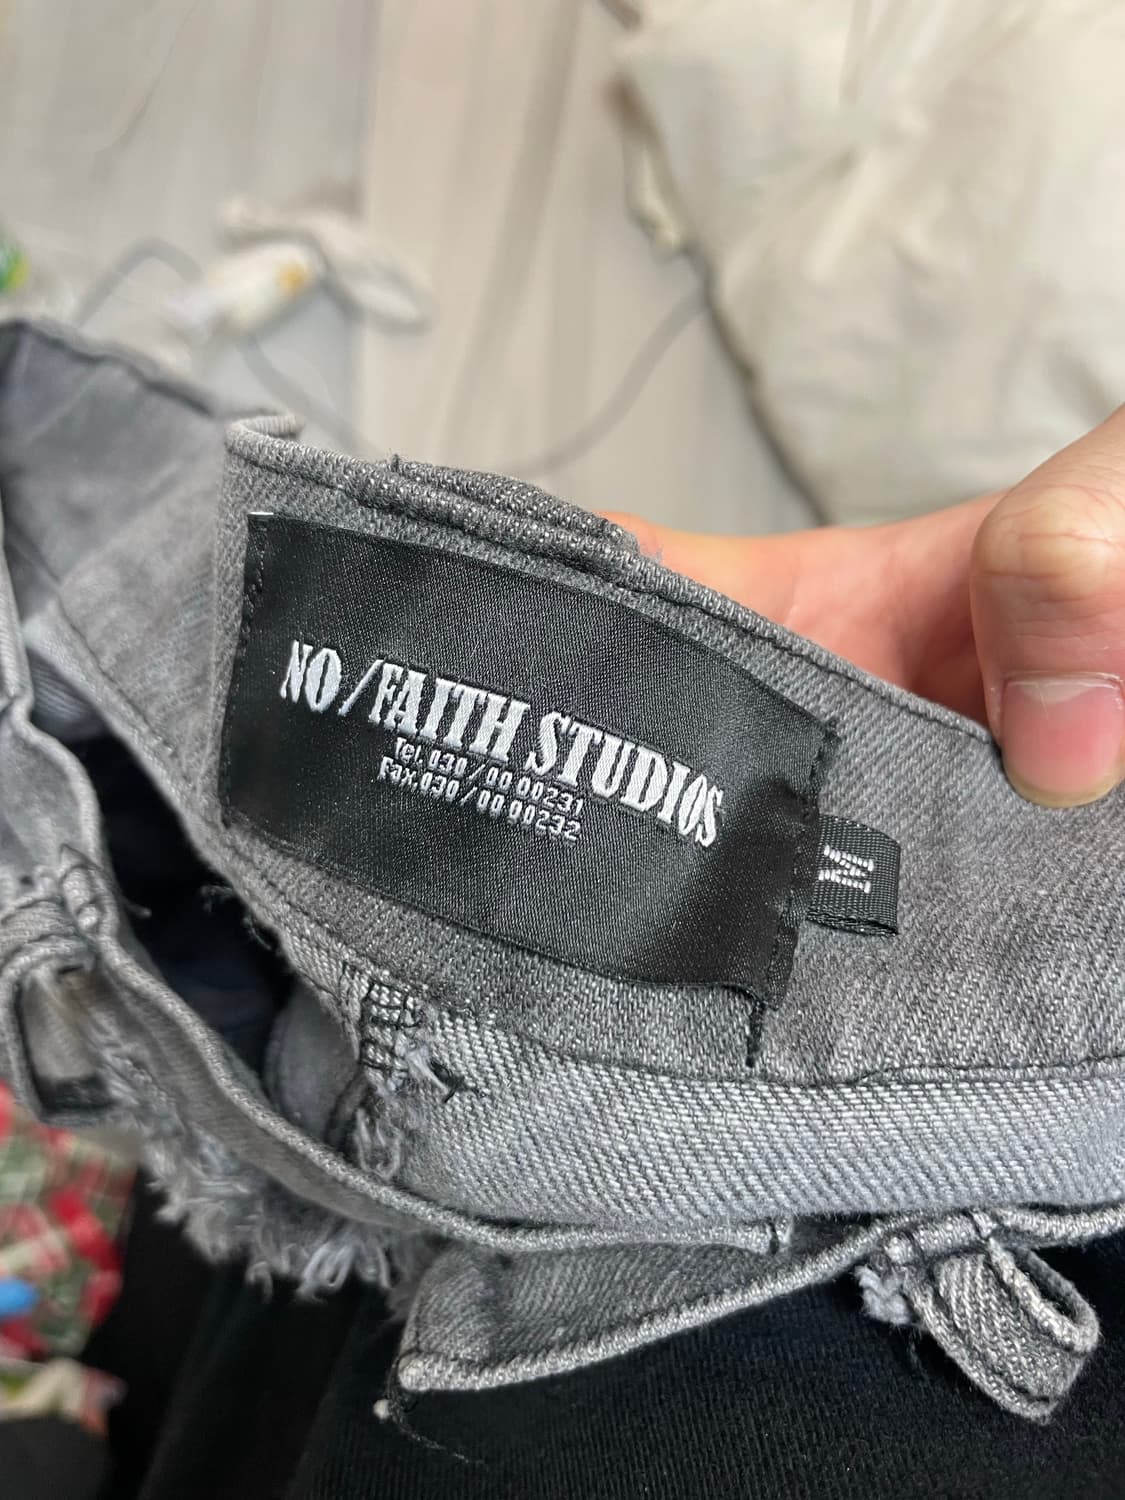 NO/FAITH STUDIOS
Tel.030/00 00231
Fax.030/00 00232
M